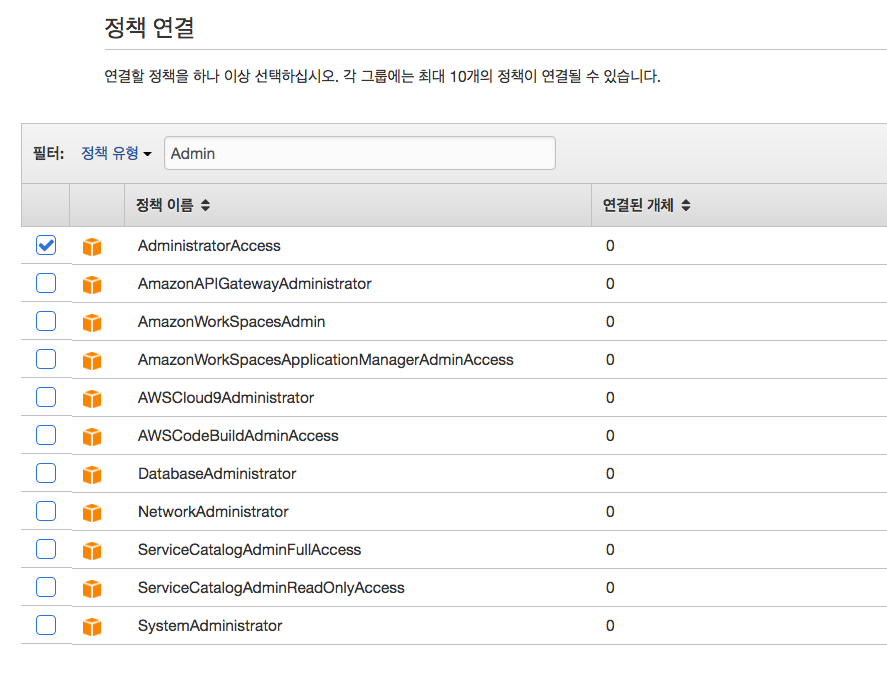 정책 연결
연결할 정책을 하나 이상 선택하십시오. 각 그룹에는 최대 10개의 정책이 연결될 수 있습니다.
필터: 정책 유형 Admin
정책 이름 연결된 개체
AdministratorAccess 0
AmazonAPIGatewayAdministrator 0
AmazonWorkSpacesAdmin 0
AmazonWorkSpacesApplicationManagerAdminAccess 0
AWSCloud9Administrator 0
AWSCodeBuildAdminAccess 0
DatabaseAdministrator 0
NetworkAdministrator 0
ServiceCatalogAdminFullAccess 0
ServiceCatalogAdminReadOnlyAccess 0
SystemAdministrator 0